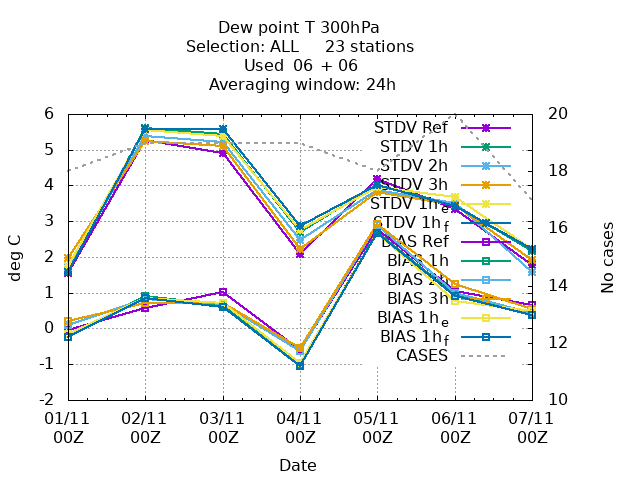 Dew point T 300hPa
Selection: ALL 23 stations
Used 06 + 06
Averaging window: 24h
6
5
4
3
2
1
0
-1
-2
deg C
20
18
16
14
12
10
No cases
STDV Ref
STDV 1h
STDV 2h
STDV 3h
STDV 1he
STDV 1hf
BIAS Ref
BIAS 1h
BIAS 2h
BIAS 3h
BIAS 1he
BIAS 1hf
CASES
01/11 02/11 03/11 04/11 05/11 06/11 07/11
00Z 00Z 00Z 00Z 00Z 00Z 00Z
Date